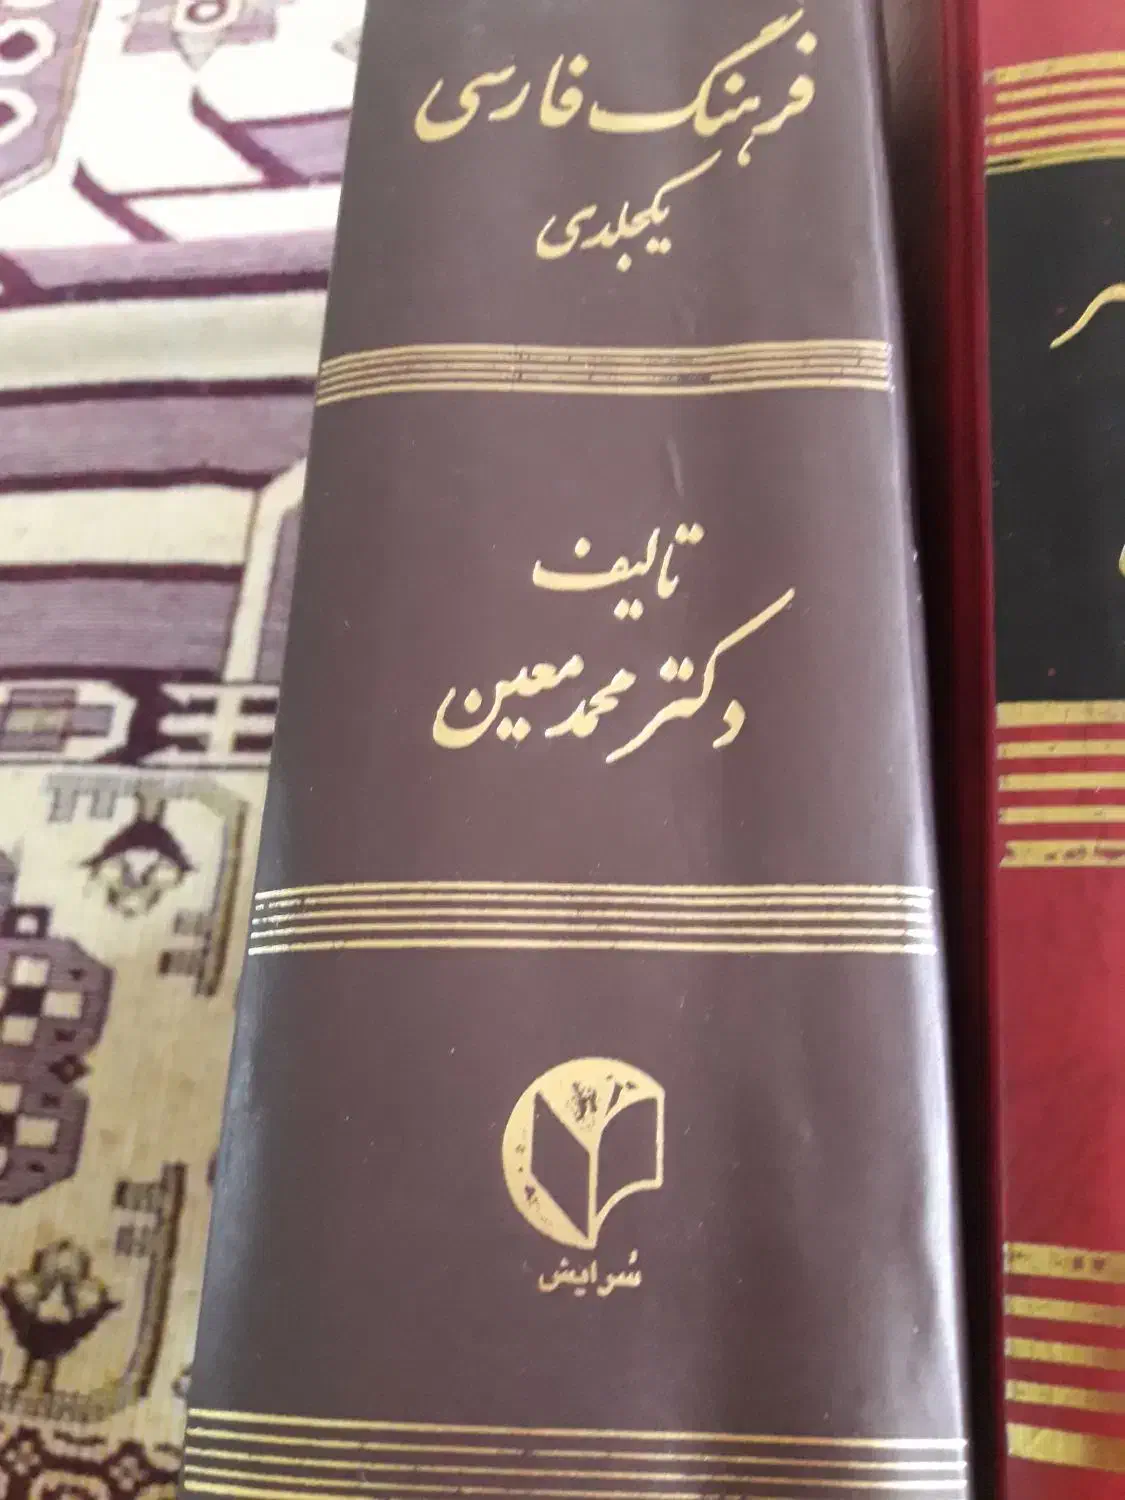 فرهنگ فارسی
یکجلدی
تالیف
دکتر محمد معین
سُرایش